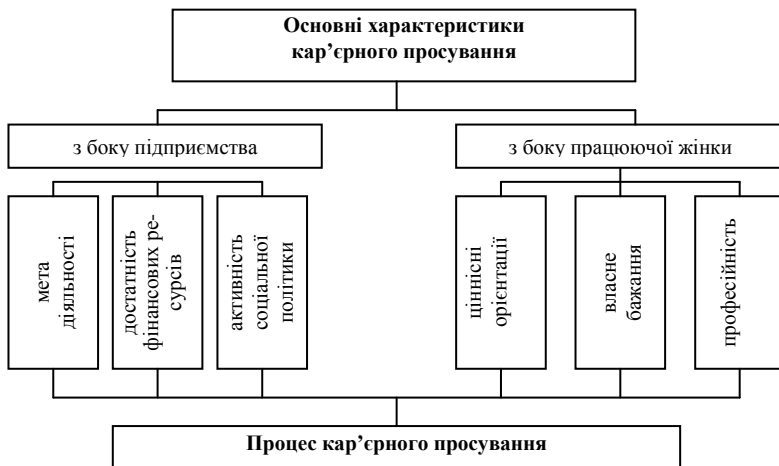 Основні характеристики
кар’єрного просування
з боку підприємства
з боку працюючої жінки
мета
діяльності
достатність
фінансових ре-
сурсів
активність
соціальної
політики
ціннісні
орієнтації
власне
бажання
професійність
Процес кар’єрного просування